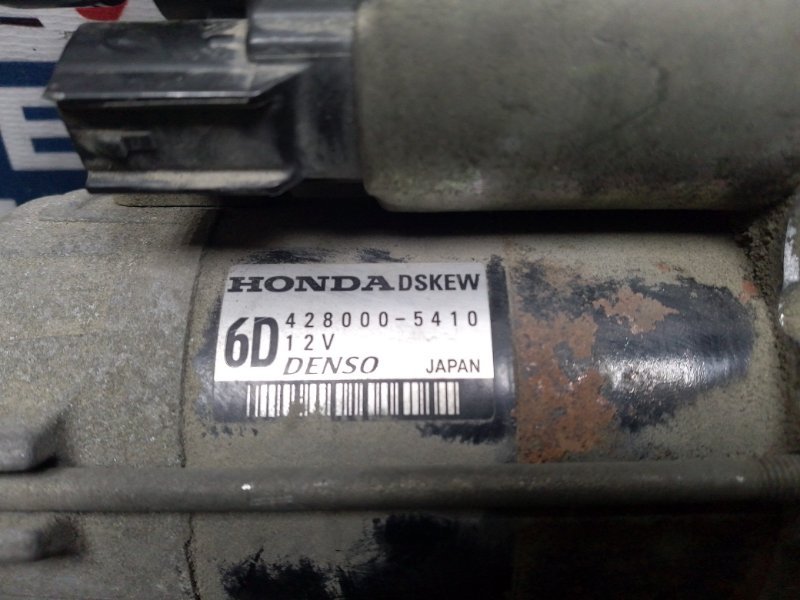 E
HONDA DSKEW
6D 428000-5410
12V
DENSO JAPAN